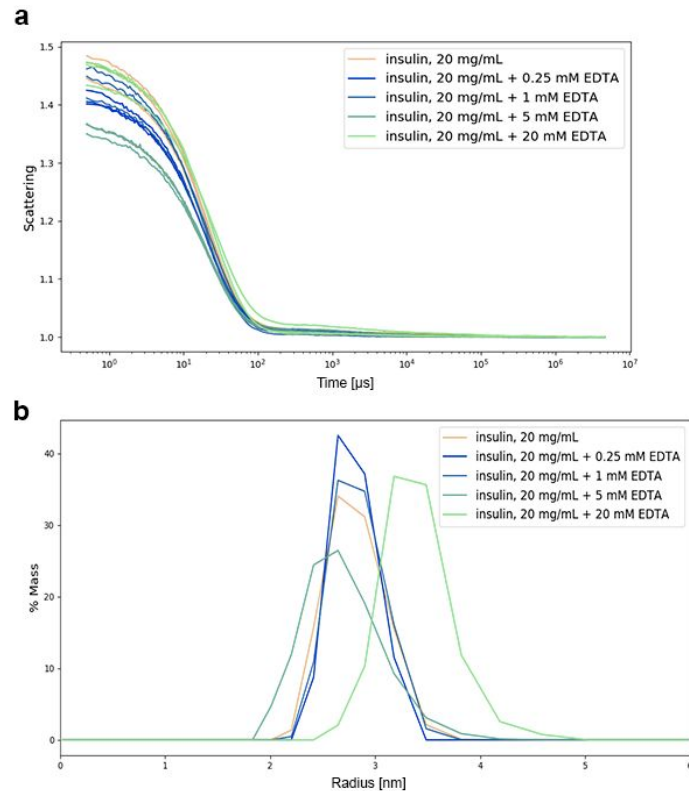 a
1.5
1.4
1.3
1.2
1.1
1.0
Scattering
insulin, 20 mg/mL
insulin, 20 mg/mL + 0.25 mM EDTA
insulin, 20 mg/mL + 1 mM EDTA
insulin, 20 mg/mL + 5 mM EDTA
insulin, 20 mg/mL + 20 mM EDTA
10⁰ 10¹ 10² 10³ 10⁴ 10⁵ 10⁶ 10⁷
Time [µs]
b
40
30
20
10
0
% Mass
insulin, 20 mg/mL
insulin, 20 mg/mL + 0.25 mM EDTA
insulin, 20 mg/mL + 1 mM EDTA
insulin, 20 mg/mL + 5 mM EDTA
insulin, 20 mg/mL + 20 mM EDTA
0 1 2 3 4 5 6
Radius [nm]